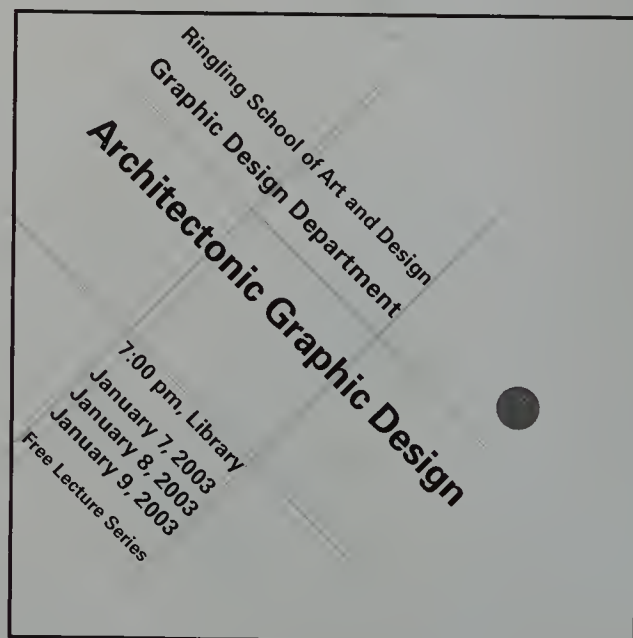 Ringling School of Art and Design
Graphic Design Department
Architectonic Graphic Design
7:00 pm, Library
January 7, 2003
January 8, 2003
January 9, 2003
Free Lecture Series